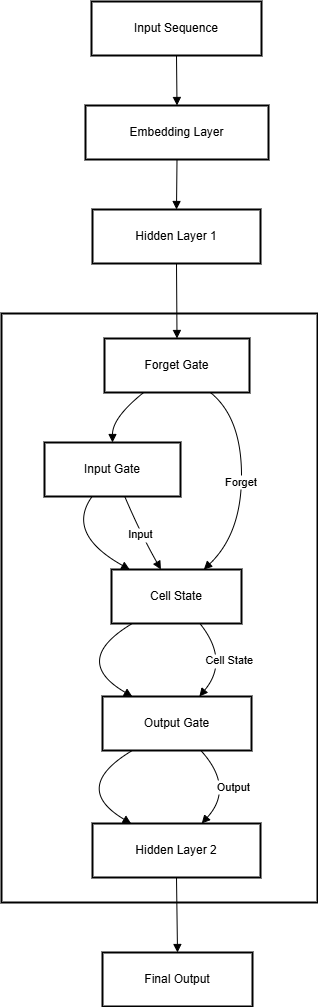 Input Sequence
Embedding Layer
Hidden Layer 1
Forget Gate
Input Gate
Forget
Input
Cell State
Cell State
Output Gate
Output
Hidden Layer 2
Final Output